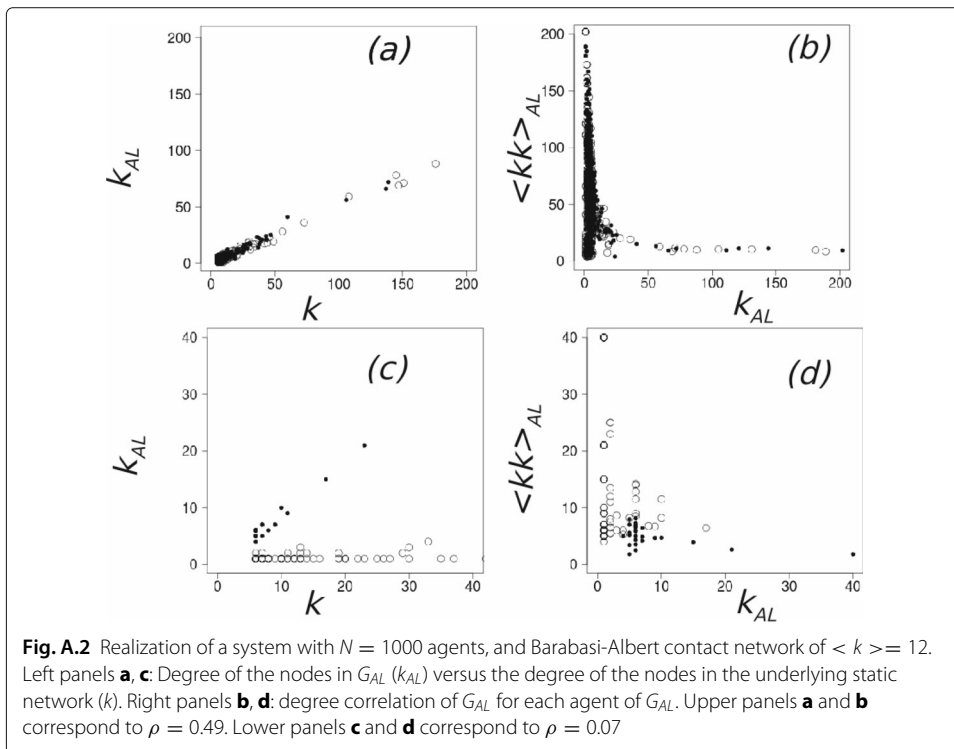 (a)
200
150
100
50
0
k_AL
0 50 100 150 200
k
(b)
200
150
100
50
0
<kk>_AL
0 50 100 150 200
k_AL
(c)
40
30
20
10
0
k_AL
0 10 20 30 40
k
(d)
40
30
20
10
0
<kk>_AL
0 10 20 30 40
k_AL
Fig. A.2 Realization of a system with N = 1000 agents, and Barabasi-Albert contact network of < k >= 12.
Left panels a, c: Degree of the nodes in G_AL (k_AL) versus the degree of the nodes in the underlying static
network (k). Right panels b, d: degree correlation of G_AL for each agent of G_AL. Upper panels a and b
correspond to ρ = 0.49. Lower panels c and d correspond to ρ = 0.07